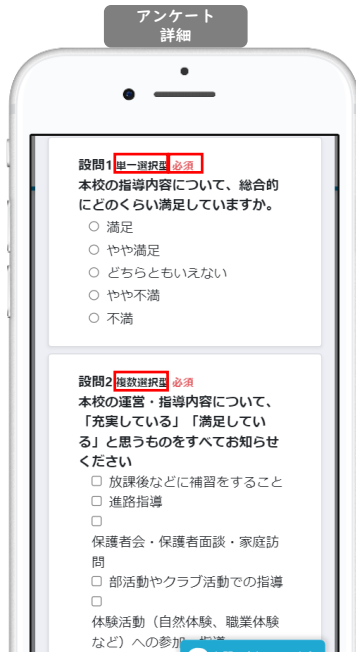 アンケート
詳細
設問1 単一選択型 必須
本校の指導内容について、総合的
にどのくらい満足していますか。
満足
やや満足
どちらともいえない
やや不満
不満
設問2 複数選択型 必須
本校の運営・指導内容について、
「充実している」「満足してい
る」と思うものをすべてお知らせ
ください
放課後などに補習をすること
進路指導
保護者会・保護者面談・家庭訪
問
部活動やクラブ活動での指導
体験活動（自然体験、職業体験
など）への参加